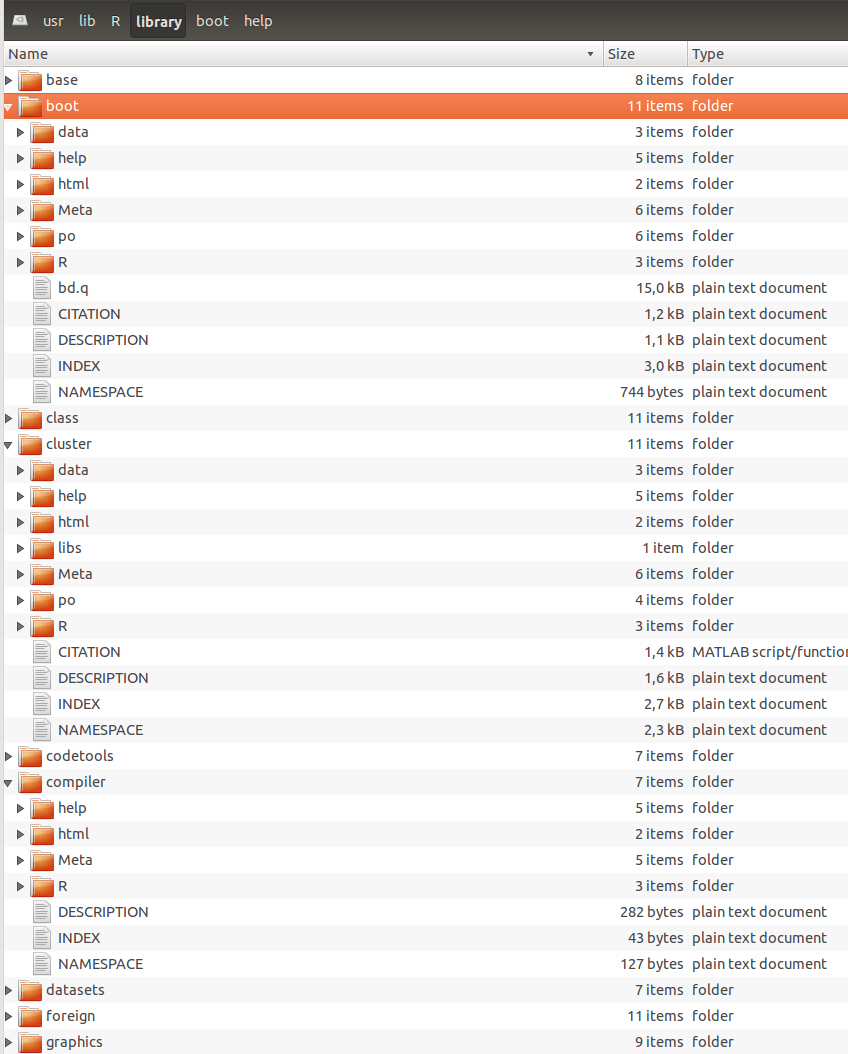 usr lib R library boot help
Name Size Type
base 8 items folder
boot 11 items folder
data 3 items folder
help 5 items folder
html 2 items folder
Meta 6 items folder
po 6 items folder
R 3 items folder
bd.q 15,0 kB plain text document
CITATION 1,2 kB plain text document
DESCRIPTION 1,1 kB plain text document
INDEX 3,0 kB plain text document
NAMESPACE 744 bytes plain text document
class 11 items folder
cluster 11 items folder
data 3 items folder
help 5 items folder
html 2 items folder
libs 1 item folder
Meta 6 items folder
po 4 items folder
R 3 items folder
CITATION 1,4 kB MATLAB script/function
DESCRIPTION 1,6 kB plain text document
INDEX 2,7 kB plain text document
NAMESPACE 2,3 kB plain text document
codetools 7 items folder
compiler 7 items folder
help 5 items folder
html 2 items folder
Meta 5 items folder
R 3 items folder
DESCRIPTION 282 bytes plain text document
INDEX 43 bytes plain text document
NAMESPACE 127 bytes plain text document
datasets 7 items folder
foreign 11 items folder
graphics 9 items folder